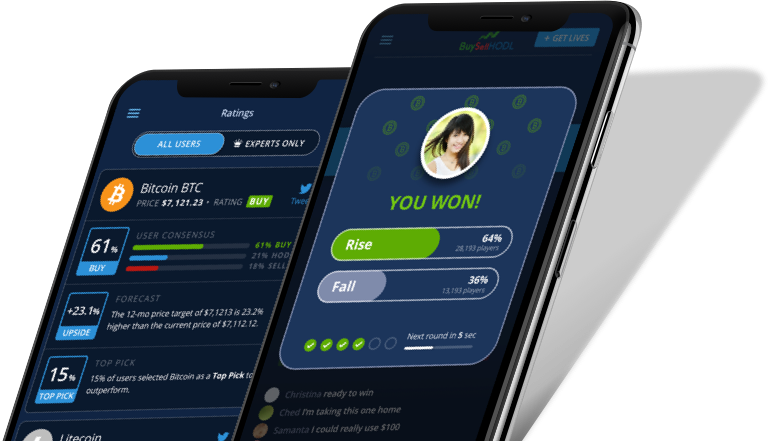 Ratings
ALL USERS
EXPERTS ONLY
Bitcoin BTC
PRICE $7,121.23 • RATING BUY
61%
BUY
USER CONSENSUS
61% BUY
21% HOD
18% SELL
+23.1%
UPSIDE
FORECAST
The 12-mo price target of $7,1213 is 23.2%
higher than the current price of $7,112.12.
15%
TOP PICK
TOP PICK
15% of users selected Bitcoin as a Top Pick to
outperform.
Litecoin
BuySellHODL
+ GET LIVES
YOU WON!
Rise
64%
28,193 players
Fall
36%
13,193 players
Next round in 5 sec
Christina ready to win
Ched I'm taking this one home
Samanta I could really use $100